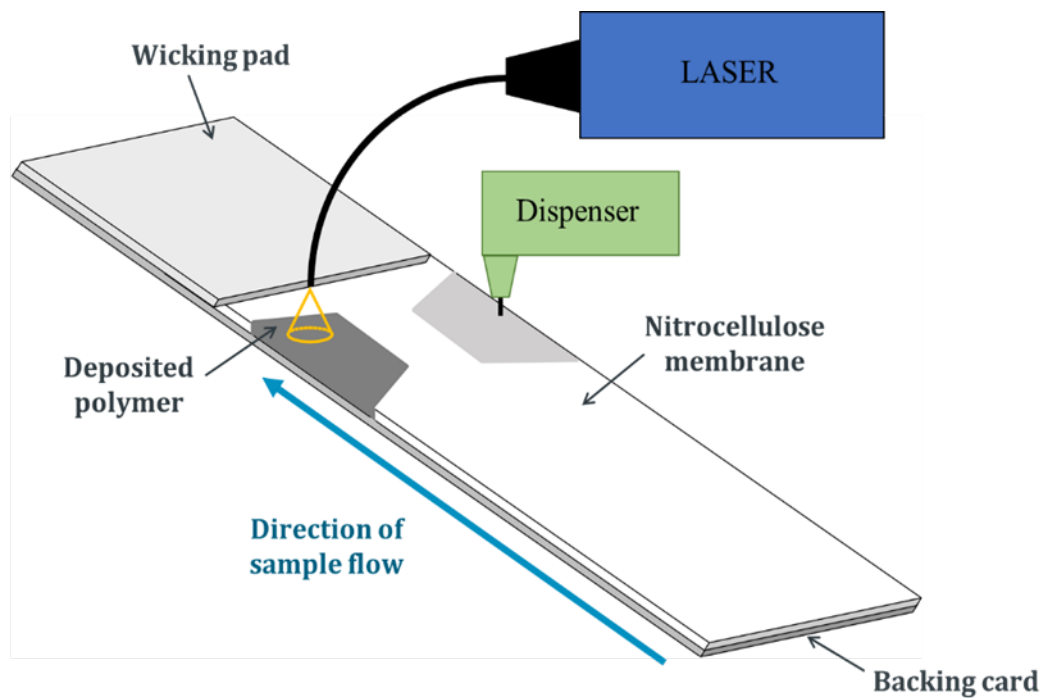 Wicking pad
LASER
Dispenser
Nitrocellulose
membrane
Deposited
polymer
Direction of
sample flow
Backing card